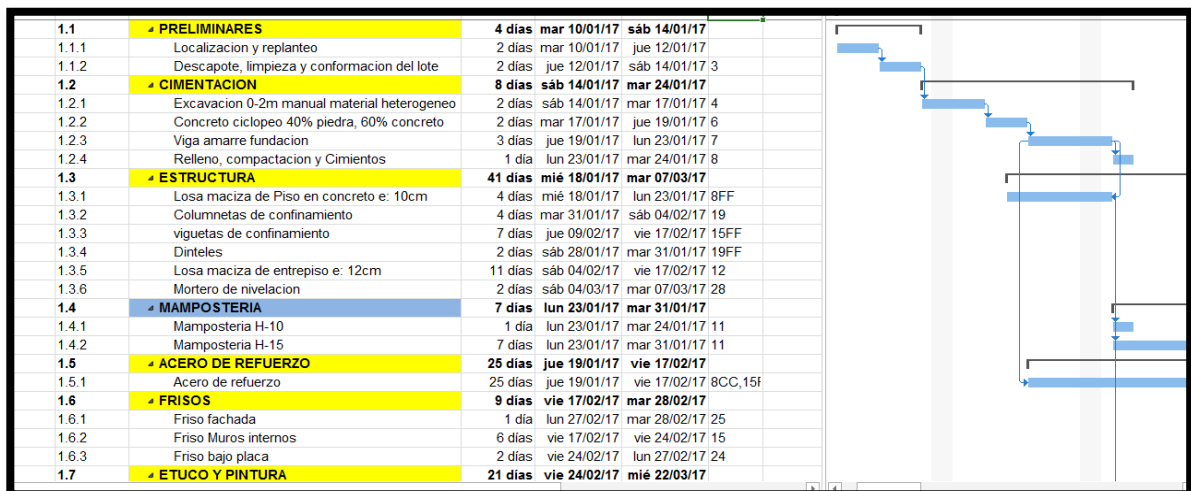 1.1 PRELIMINARES 4 días mar 10/01/17 sáb 14/01/17
1.1.1 Localizacion y replanteo 2 días mar 10/01/17 jue 12/01/17
1.1.2 Descapote, limpieza y conformacion del lote 2 días jue 12/01/17 sáb 14/01/17 3
1.2 CIMENTACION 8 días sáb 14/01/17 mar 24/01/17
1.2.1 Excavacion 0-2m manual material heterogeneo 2 días sáb 14/01/17 mar 17/01/17 4
1.2.2 Concreto ciclopeo 40% piedra, 60% concreto 2 días mar 17/01/17 jue 19/01/17 6
1.2.3 Viga amarre fundacion 3 días jue 19/01/17 lun 23/01/17 7
1.2.4 Relleno, compactacion y Cimientos 1 día lun 23/01/17 mar 24/01/17 8
1.3 ESTRUCTURA 41 días mié 18/01/17 mar 07/03/17
1.3.1 Losa maciza de Piso en concreto e: 10cm 4 días mié 18/01/17 lun 23/01/17 8FF
1.3.2 Columnetas de confinamiento 4 días mar 31/01/17 sáb 04/02/17 19
1.3.3 viguetas de confinamiento 7 días jue 09/02/17 vie 17/02/17 15FF
1.3.4 Dinteles 2 días sáb 28/01/17 mar 31/01/17 19FF
1.3.5 Losa maciza de entrepiso e: 12cm 11 días sáb 04/02/17 vie 17/02/17 12
1.3.6 Mortero de nivelacion 2 días sáb 04/03/17 mar 07/03/17 28
1.4 MAMPOSTERIA 7 días lun 23/01/17 mar 31/01/17
1.4.1 Mamposteria H-10 1 día lun 23/01/17 mar 24/01/17 11
1.4.2 Mamposteria H-15 7 días lun 23/01/17 mar 31/01/17 11
1.5 ACERO DE REFUERZO 25 días jue 19/01/17 vie 17/02/17
1.5.1 Acero de refuerzo 25 días jue 19/01/17 vie 17/02/17 8CC,15F
1.6 FRISOS 9 días vie 17/02/17 mar 28/02/17
1.6.1 Friso fachada 1 día lun 27/02/17 mar 28/02/17 25
1.6.2 Friso Muros internos 6 días vie 17/02/17 vie 24/02/17 15
1.6.3 Friso bajo placa 2 días vie 24/02/17 lun 27/02/17 24
1.7 ETUCO Y PINTURA 21 días vie 24/02/17 mié 22/03/17